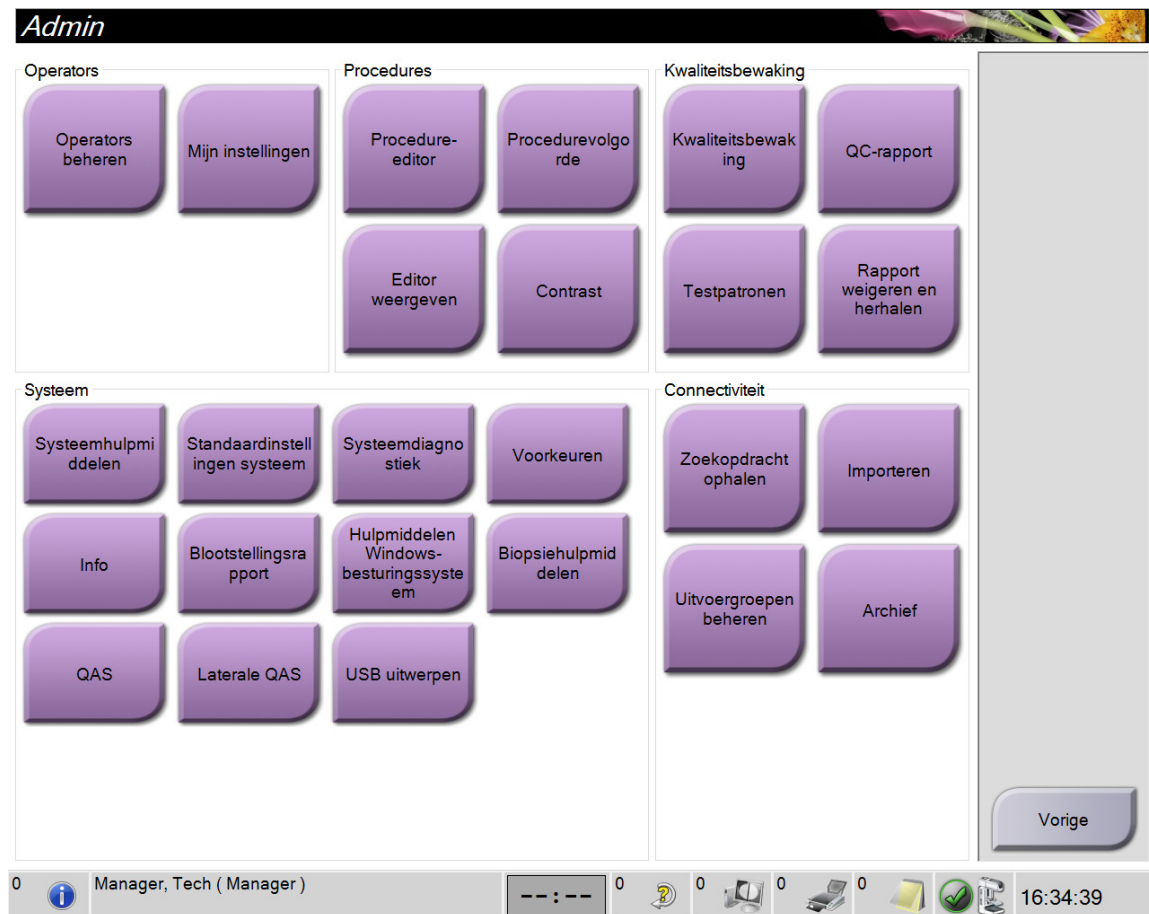 Admin
Operators
Operators
beheren
Mijn instellingen
Procedures
Procedure-
editor
Procedurevolgo
rde
Editor
weergeven
Contrast
Kwaliteitsbewaking
Kwaliteitsbewak
ing
QC-rapport
Testpatronen
Rapport
weigeren en
herhalen
Systeem
Systeemhulpmi
ddelen
Standaardinstell
ingen systeem
Systeemdiagno
stiek
Voorkeuren
Info
Blootstellingsra
pport
Hulpmiddelen
Windows-
besturingssyste
em
Biopsiehulpmid
delen
QAS
Laterale QAS
USB uitwerpen
Connectiviteit
Zoekopdracht
ophalen
Importeren
Uitvoergroepen
beheren
Archief
Vorige
0
Manager, Tech ( Manager )
--:--
0
0
0
0
16:34:39